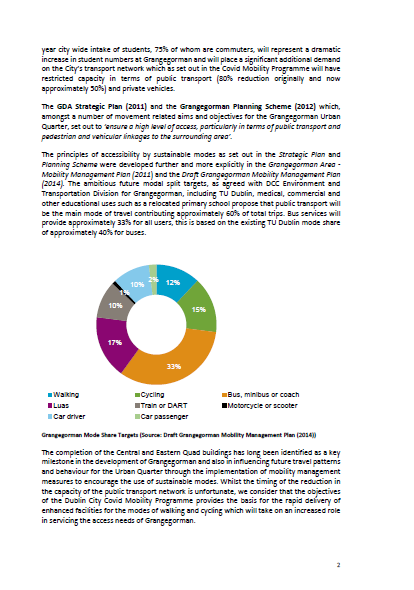 year city wide intake of students, 75% of whom are commuters, will represent a dramatic
increase in student numbers at Grangegorman and will place a significant additional demand
on the City's transport network which as set out in the Covid Mobility Programme will have
restricted capacity in terms of public transport (80% reduction originally and now
approximately 50%) and private vehicles.
The GDA Strategic Plan (2011) and the Grangegorman Planning Scheme (2012) which,
amongst a number of movement related aims and objectives for the Grangegorman Urban
Quarter, set out to 'ensure a high level of access, particularly in terms of public transport and
pedestrian and vehicular linkages to the surrounding area'.
The principles of accessibility by sustainable modes as set out in the Strategic Plan and
Planning Scheme were developed further and more explicitly in the Grangegorman Area -
Mobility Management Plan (2011) and the Draft Grangegorman Mobility Management Plan
(2014). The ambitious future modal split targets, as agreed with DCC Environment and
Transportation Division for Grangegorman, including TU Dublin, medical, commercial and
other educational uses such as a relocated primary school propose that public transport will
be the main mode of travel contributing approximately 60% of total trips. Bus services will
provide approximately 33% for all users, this is based on the existing TU Dublin mode share
of approximately 40% for buses.
2%
10%
12%
1%
10%
15%
17%
33%
Walking Cycling Bus, minibus or coach
Luas Train or DART Motorcycle or scooter
Car driver Car passenger
Grangegorman Mode Share Targets (Source: Draft Grangegorman Mobility Management Plan (2014))
The completion of the Central and Eastern Quad buildings has long been identified as a key
milestone in the development of Grangegorman and also in influencing future travel patterns
and behaviour for the Urban Quarter through the implementation of mobility management
measures to encourage the use of sustainable modes. Whilst the timing of the reduction in
the capacity of the public transport network is unfortunate, we consider that the objectives
of the Dublin City Covid Mobility Programme provides the basis for the rapid delivery of
enhanced facilities for the modes of walking and cycling which will take on an increased role
in servicing the access needs of Grangegorman.
2